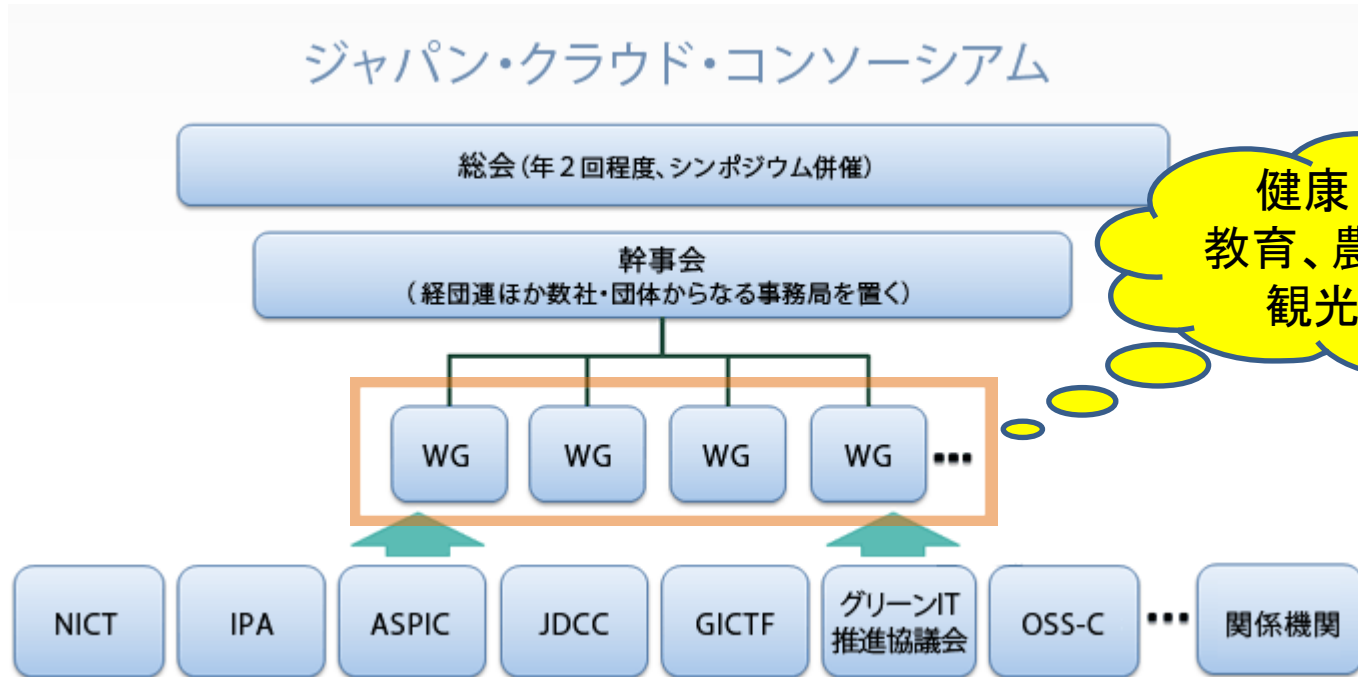 ジャパン・クラウド・コンソーシアム
総会(年2回程度、シンポジウム併催)
健康
教育、農
観光
幹事会
(経団連ほか数社・団体からなる事務局を置く)
WG
WG
WG
WG
…
NICT
IPA
ASPIC
JDCC
GICTF
グリーンIT
推進協議会
OSS-C
…
関係機関